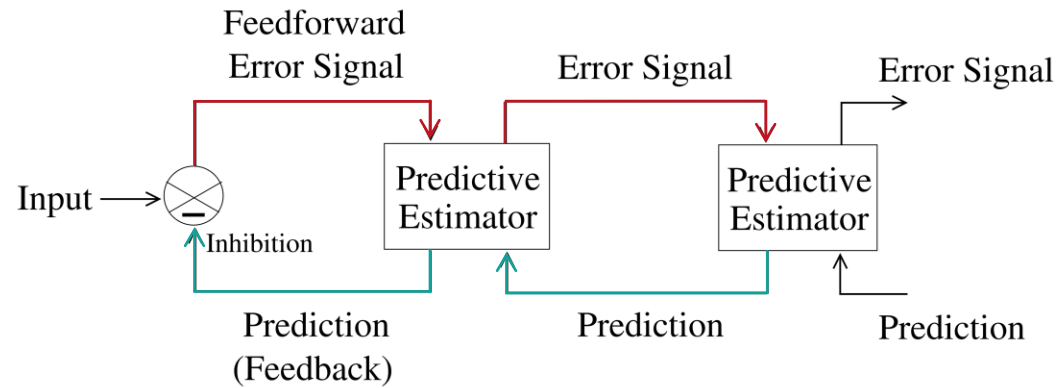 Feedforward
Error Signal
Error Signal
Error Signal
Input
Inhibition
Predictive
Estimator
Predictive
Estimator
Prediction
(Feedback)
Prediction
Prediction